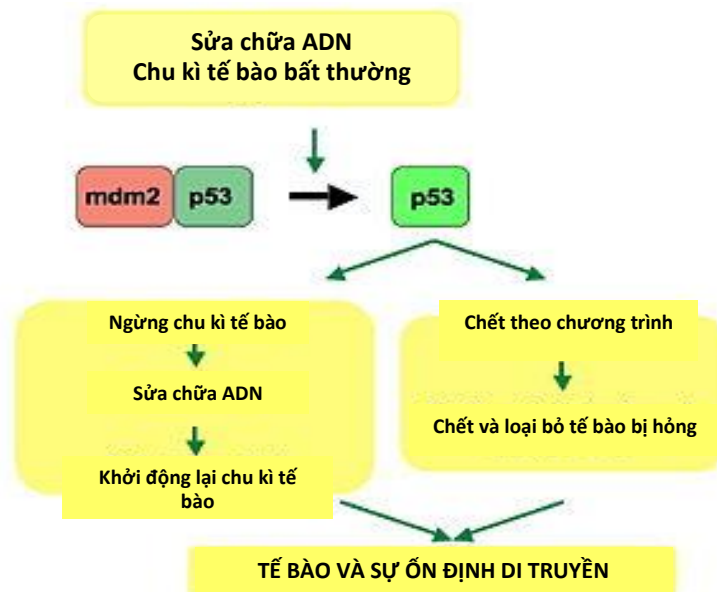 Sửa chữa ADN
Chu kì tế bào bất thường
mdm2 p53
p53
Ngừng chu kì tế bào
Sửa chữa ADN
Khởi động lại chu kì tế
bào
Chết theo chương trình
Chết và loại bỏ tế bào bị hỏng
TẾ BÀO VÀ SỰ ỔN ĐỊNH DI TRUYỀN